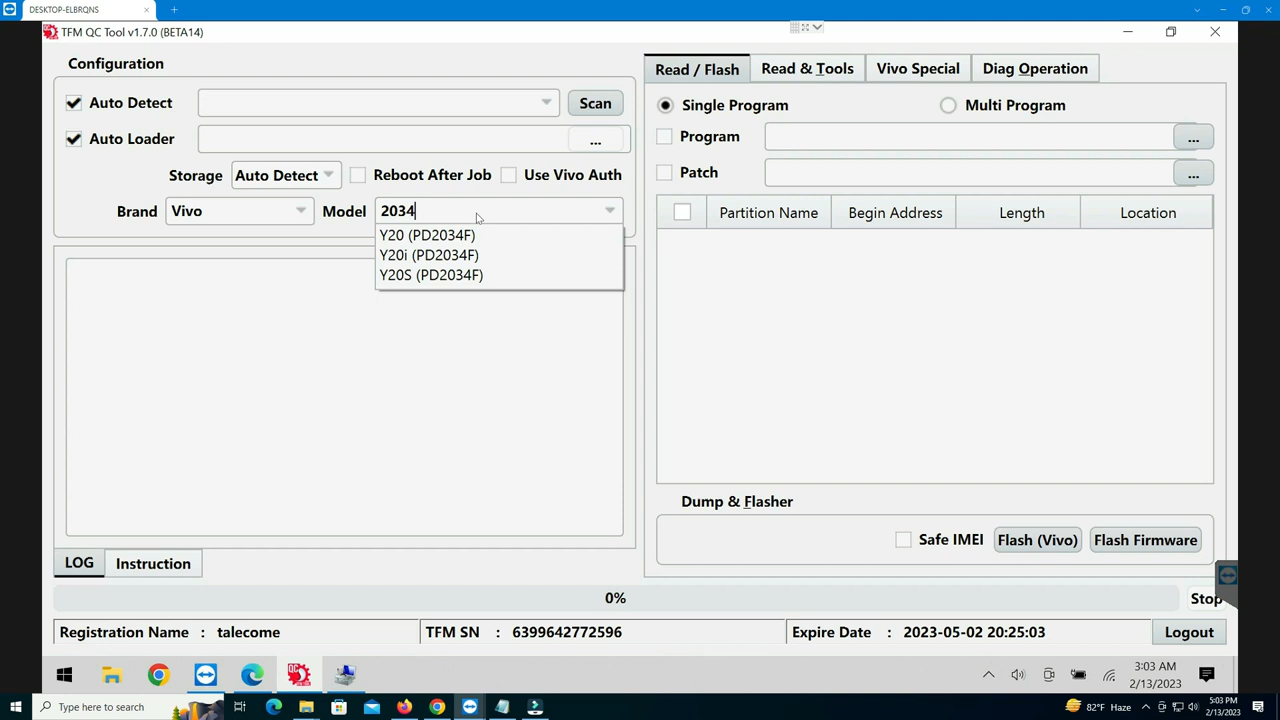 DESKTOP-ELBRQNS
TFM QC Tool v1.7.0 (BETA14)
Configuration
Auto Detect
Scan
Auto Loader
...
Storage
Auto Detect
Reboot After Job
Use Vivo Auth
Brand
Vivo
Model
2034
Y20 (PD2034F)
Y20i (PD2034F)
Y20S (PD2034F)
LOG
Instruction
Read / Flash
Read & Tools
Vivo Special
Diag Operation
Single Program
Multi Program
Program
...
Patch
...
Partition Name
Begin Address
Length
Location
Dump & Flasher
Safe IMEI
Flash (Vivo)
Flash Firmware
0%
Stop
Registration Name : talecome
TFM SN : 6399642772596
Expire Date : 2023-05-02 20:25:03
Logout
3:03 AM
2/13/2023
Type here to search
82°F Haze
5:03 PM
2/13/2023